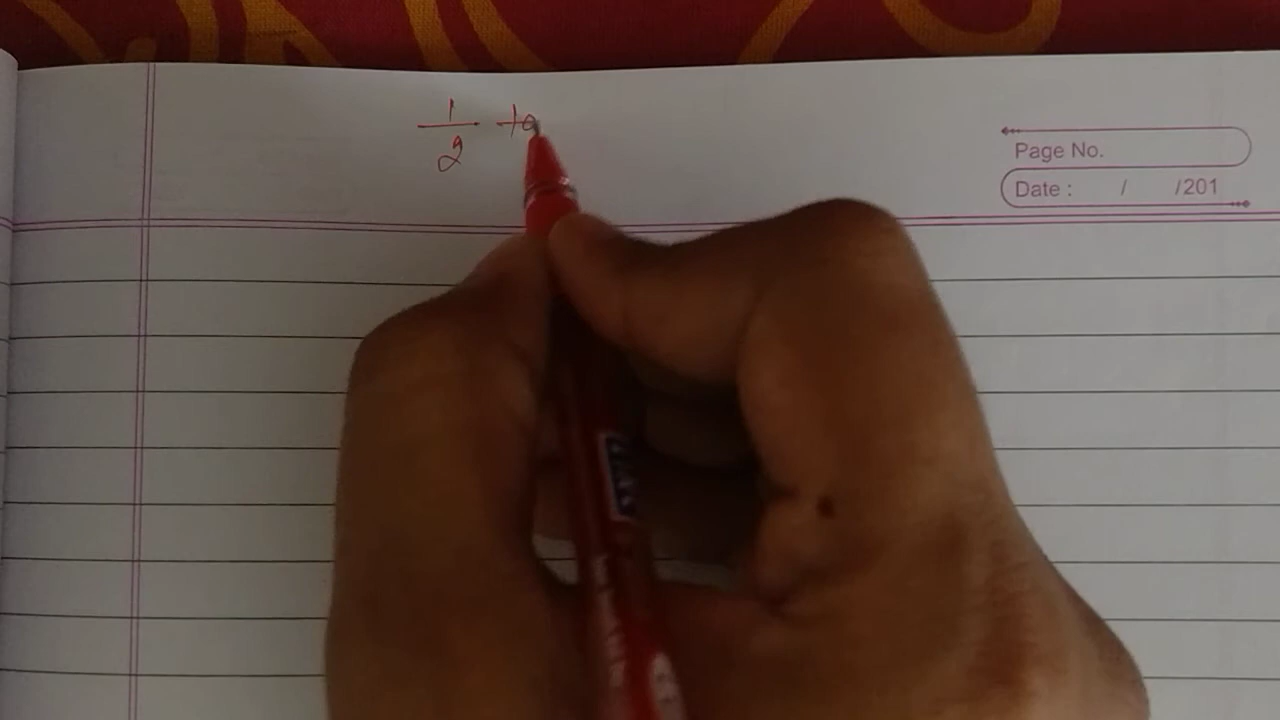 1/2 to
Page No.
Date : / /201